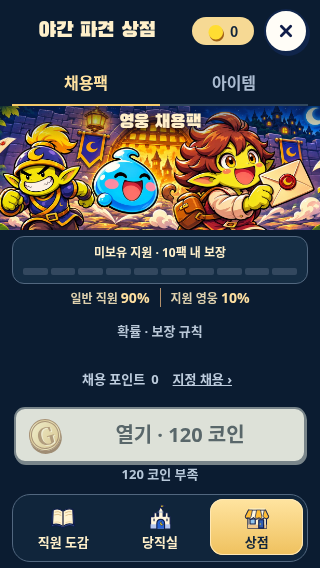 야간 파견 상점
0
채용팩
아이템
영웅 채용팩
미보유 지원 · 10팩 내 보장
일반 직원 90%
지원 영웅 10%
확률 · 보장 규칙
채용 포인트 0
지정 채용 ›
G
열기 · 120 코인
120 코인 부족
직원 도감
당직실
상점